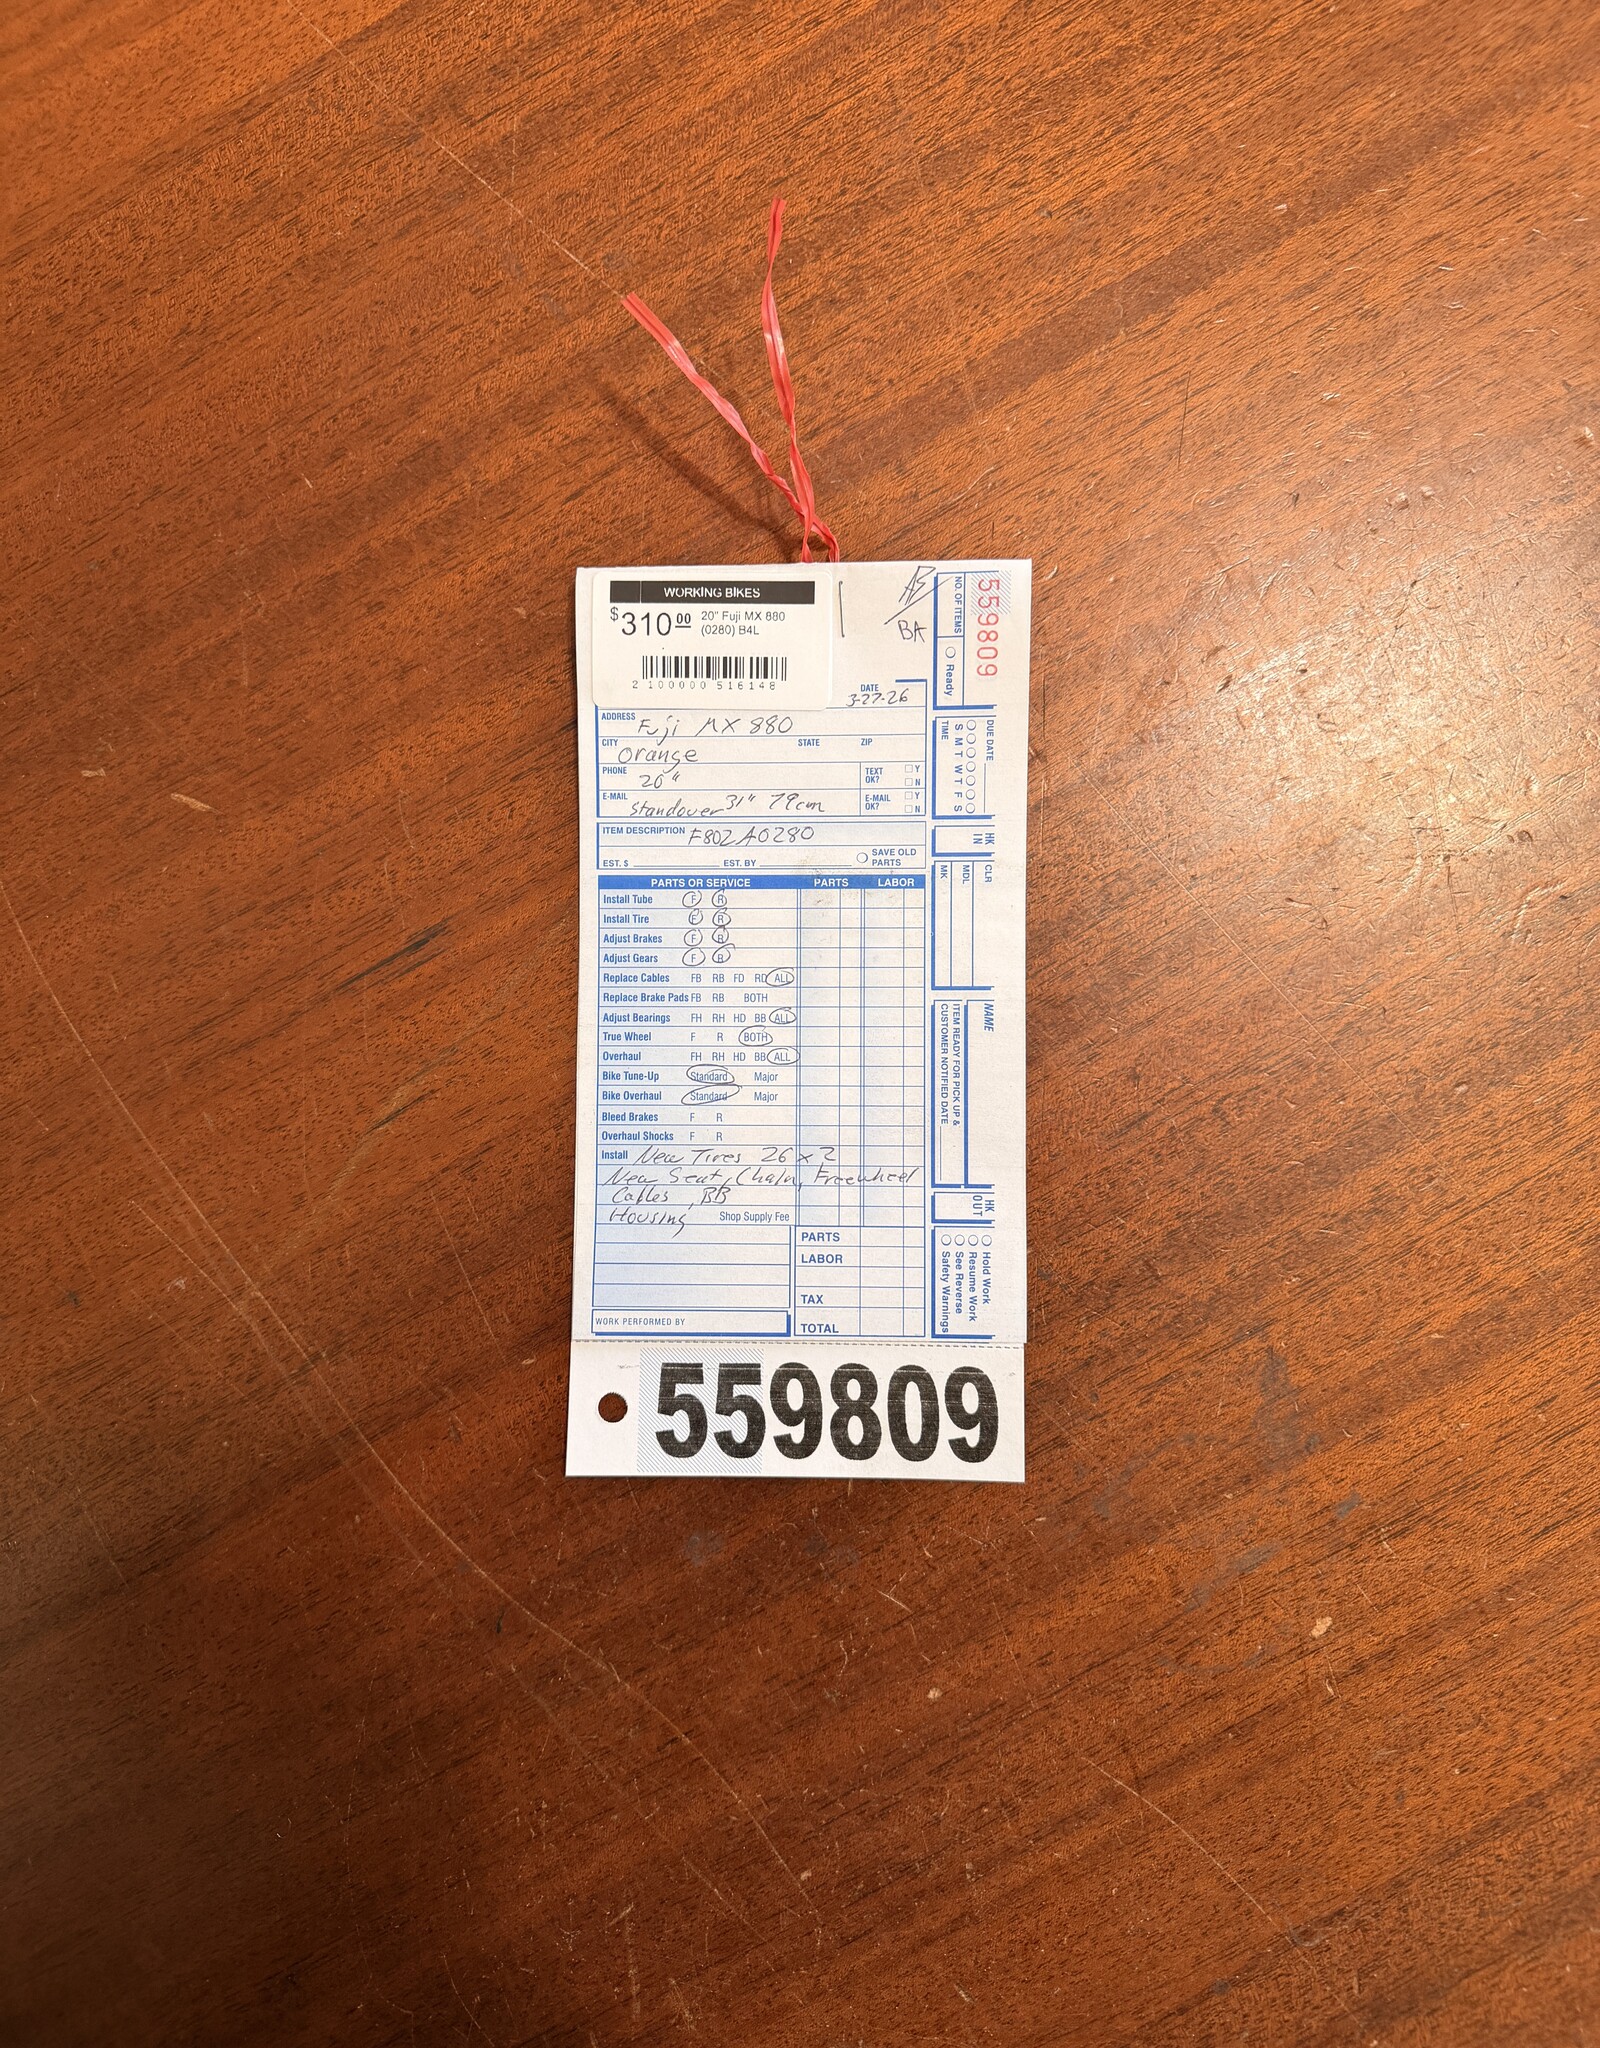 WORKING BIKES
$310.00 20" Fuji MX 880
(0280) B4L
2 100000 516148
BA
DATE
3-27-26
ADDRESS Fuji MX 880
CITY Orange STATE ZIP
PHONE 20" TEXT OK? Y N
E-MAIL Standover 31" 79cm E-MAIL OK? Y N
ITEM DESCRIPTION F802A0280
EST. $ EST. BY SAVE OLD PARTS
PARTS OR SERVICE PARTS LABOR
Install Tube F R
Install Tire F R
Adjust Brakes F R
Adjust Gears F R
Replace Cables FB RB FD RD ALL
Replace Brake Pads FB RB BOTH
Adjust Bearings FH RH HD BB ALL
True Wheel F R BOTH
Overhaul FH RH HD BB ALL
Bike Tune-Up Standard Major
Bike Overhaul Standard Major
Bleed Brakes F R
Overhaul Shocks F R
Install New Tires 26 x 2
New Seat, Chain, Freewheel
Cables, BB
Housing Shop Supply Fee
PARTS
LABOR
TAX
TOTAL
WORK PERFORMED BY
559809
NO. OF ITEMS
Ready
DUE DATE
S M T W T F S
TIME
HK IN
CLR
MDL
MK
NAME
ITEM READY FOR PICK UP &
CUSTOMER NOTIFIED DATE
HK OUT
Hold Work
Resume Work
See Reverse
Safety Warnings
559809